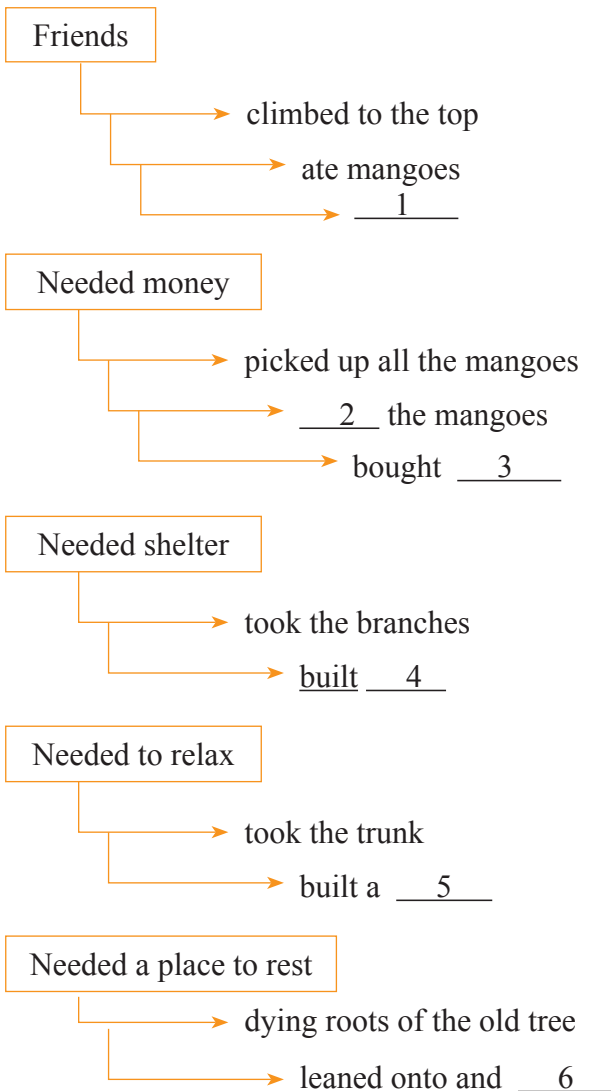 Friends
climbed to the top
ate mangoes
1
Needed money
picked up all the mangoes
2 the mangoes
bought 3
Needed shelter
took the branches
built 4
Needed to relax
took the trunk
built a 5
Needed a place to rest
dying roots of the old tree
leaned onto and 6